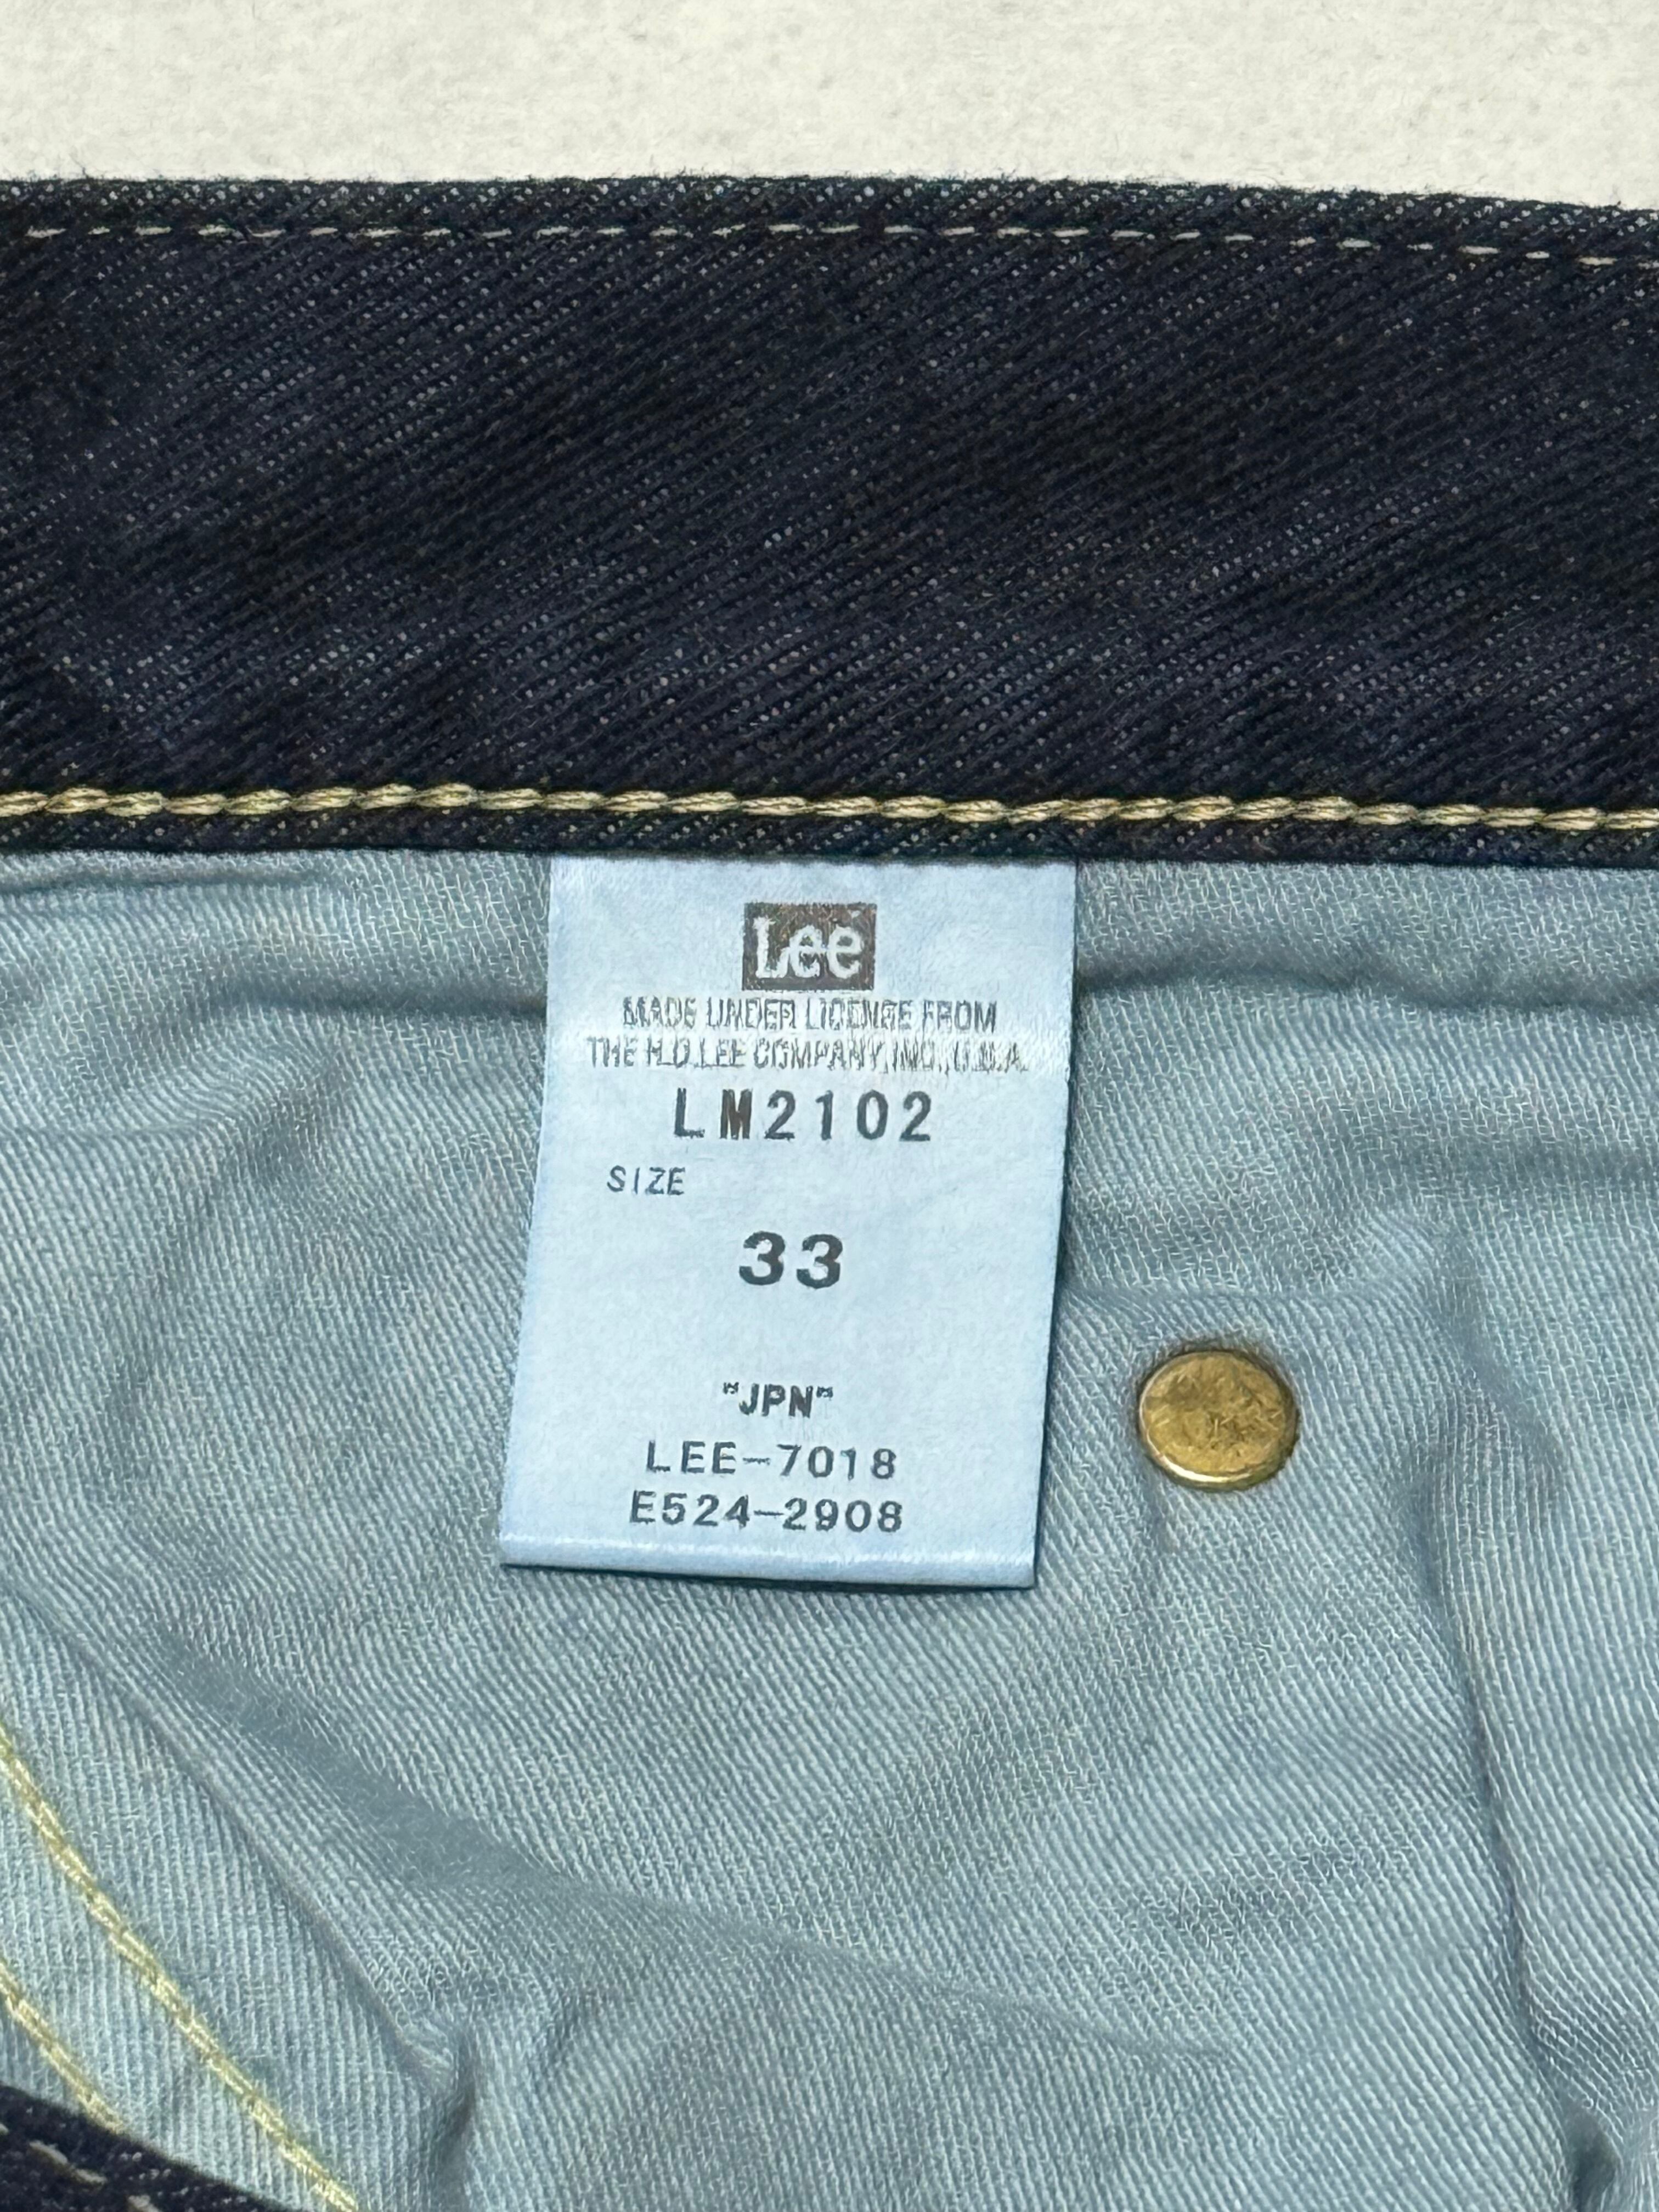 Lee
MADE UNDER LICENSE FROM
THE H.D.LEE COMPANY, INC., U.S.A.
LM2102
SIZE
33
"JPN"
LEE-7018
E524-2908